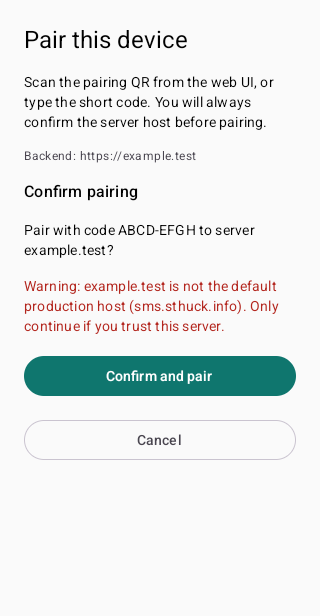 Pair this device
Scan the pairing QR from the web UI, or
type the short code. You will always
confirm the server host before pairing.
Backend: https://example.test
Confirm pairing
Pair with code ABCD-EFGH to server
example.test?
Warning: example.test is not the default
production host (sms.sthuck.info). Only
continue if you trust this server.
Confirm and pair
Cancel